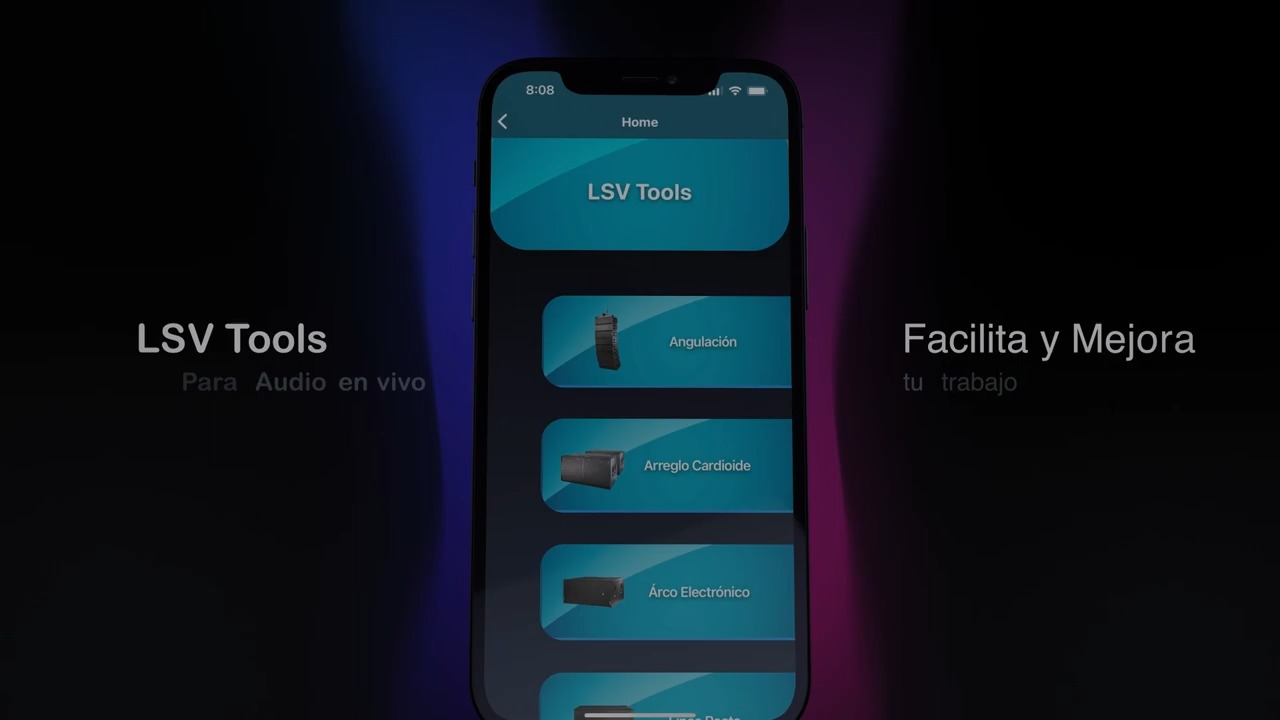 8:08
Home
LSV Tools
Angulación
Arreglo Cardioide
Árco Electrónico
LSV Tools
Para Audio en vivo
Facilita y Mejora
tu trabajo